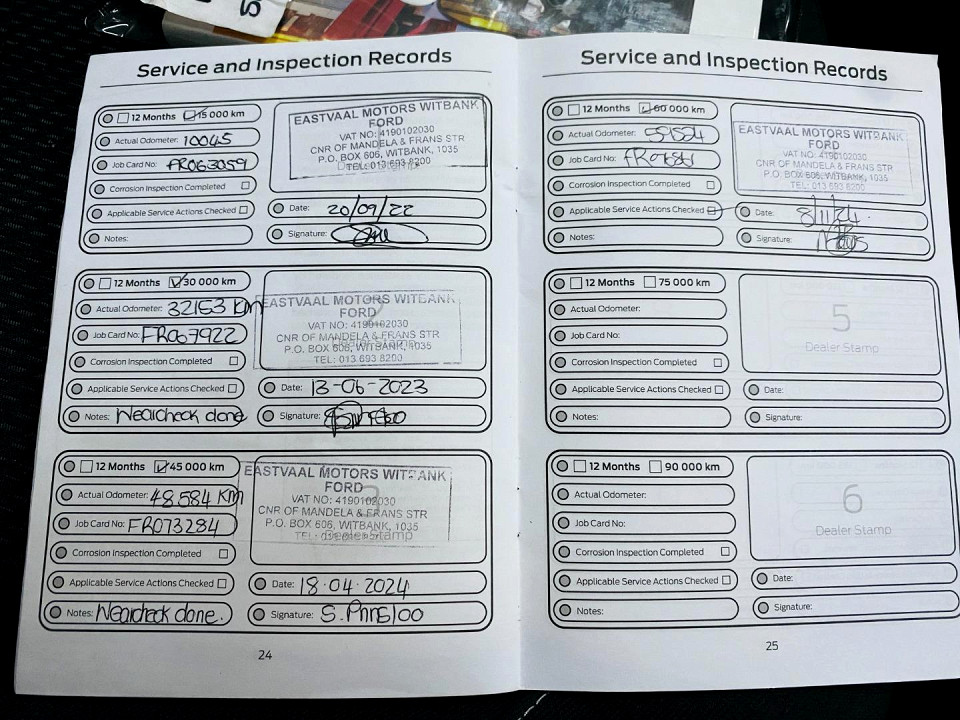 Service and Inspection Records
12 Months 15 000 km
Actual Odometer: 10045
Job Card No: FR063059
Corrosion Inspection Completed
Applicable Service Actions Checked
Notes:
EASTVAAL MOTORS WITBANK
FORD
VAT NO: 4190102030
CNR OF MANDELA & FRANS STR
P.O. BOX 606, WITBANK, 1035
TEL: 013 693 8200
Date: 20/09/22
Signature:
12 Months 30 000 km
Actual Odometer: 32153 Km
Job Card No: FR067922
Corrosion Inspection Completed
Applicable Service Actions Checked
Notes: Wearcheck done
EASTVAAL MOTORS WITBANK
FORD
VAT NO: 4190102030
CNR OF MANDELA & FRANS STR
P.O. BOX 606, WITBANK, 1035
TEL: 013 693 8200
Date: 13-06-2023
Signature:
12 Months 45 000 km
Actual Odometer: 48584 Km
Job Card No: FR073284
Corrosion Inspection Completed
Applicable Service Actions Checked
Notes: Wearcheck done.
EASTVAAL MOTORS WITBANK
FORD
VAT NO: 4190102030
CNR OF MANDELA & FRANS STR
P.O. BOX 606, WITBANK, 1035
Dealer Stamp
Date: 18.04.2024
Signature:
24
Service and Inspection Records
12 Months 60 000 km
Actual Odometer:
Job Card No:
Corrosion Inspection Completed
Applicable Service Actions Checked
Notes:
EASTVAAL MOTORS WITBANK
FORD
VAT NO: 4190102030
CNR OF MANDELA & FRANS STR
P.O. BOX 606, WITBANK, 1035
TEL: 013 693 8200
Date: 8/11/24.
Signature:
12 Months 75 000 km
Actual Odometer:
Job Card No:
Corrosion Inspection Completed
Applicable Service Actions Checked
Notes:
5
Dealer Stamp
Date:
Signature:
12 Months 90 000 km
Actual Odometer:
Job Card No:
Corrosion Inspection Completed
Applicable Service Actions Checked
Notes:
6
Dealer Stamp
Date:
Signature:
25